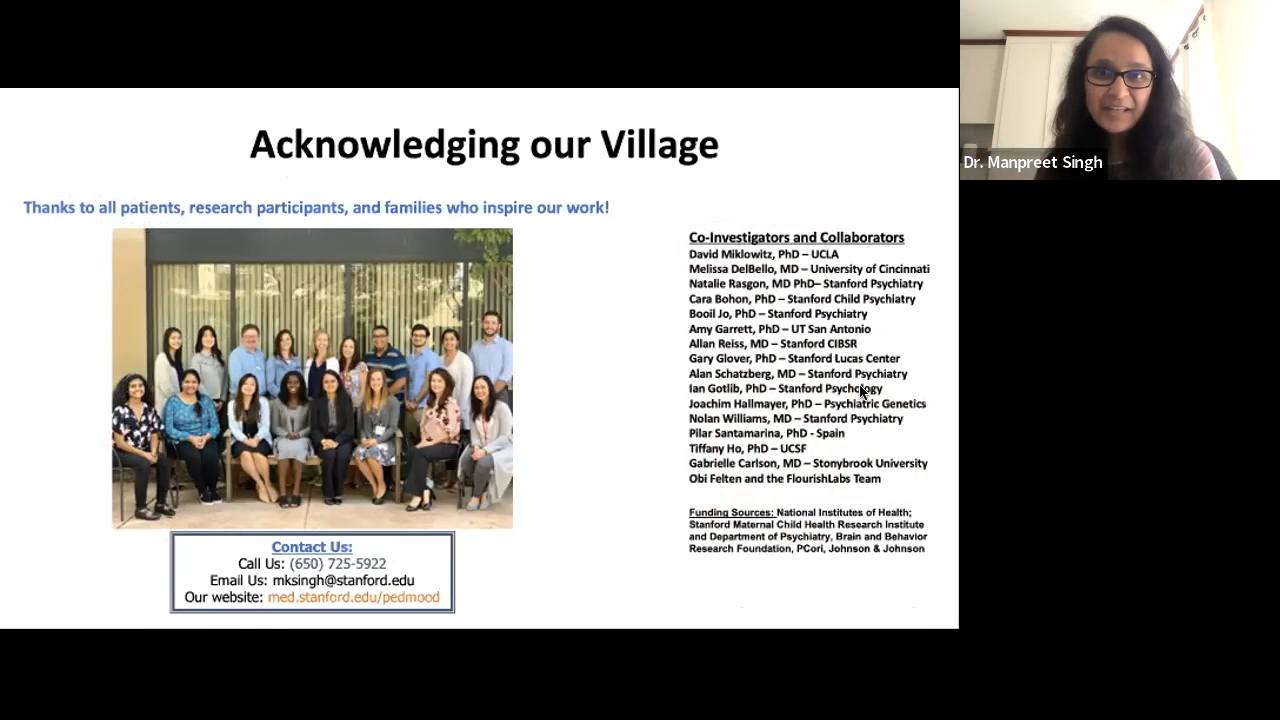 Acknowledging our Village
Thanks to all patients, research participants, and families who inspire our work!
Contact Us:
Call Us: (650) 725-5922
Email Us: mksingh@stanford.edu
Our website: med.stanford.edu/pedmood
Co-Investigators and Collaborators
David Miklowitz, PhD – UCLA
Melissa DelBello, MD – University of Cincinnati
Natalie Rasgon, MD PhD– Stanford Psychiatry
Cara Bohon, PhD – Stanford Child Psychiatry
Booil Jo, PhD – Stanford Psychiatry
Amy Garrett, PhD – UT San Antonio
Allan Reiss, MD – Stanford CIBSR
Gary Glover, PhD – Stanford Lucas Center
Alan Schatzberg, MD – Stanford Psychiatry
Ian Gotlib, PhD – Stanford Psychology
Joachim Hallmayer, PhD – Psychiatric Genetics
Nolan Williams, MD – Stanford Psychiatry
Pilar Santamarina, PhD - Spain
Tiffany Ho, PhD – UCSF
Gabrielle Carlson, MD – Stonybrook University
Obi Felten and the FlourishLabs Team
Funding Sources: National Institutes of Health;
Stanford Maternal Child Health Research Institute
and Department of Psychiatry, Brain and Behavior
Research Foundation, PCori, Johnson & Johnson
Dr. Manpreet Singh